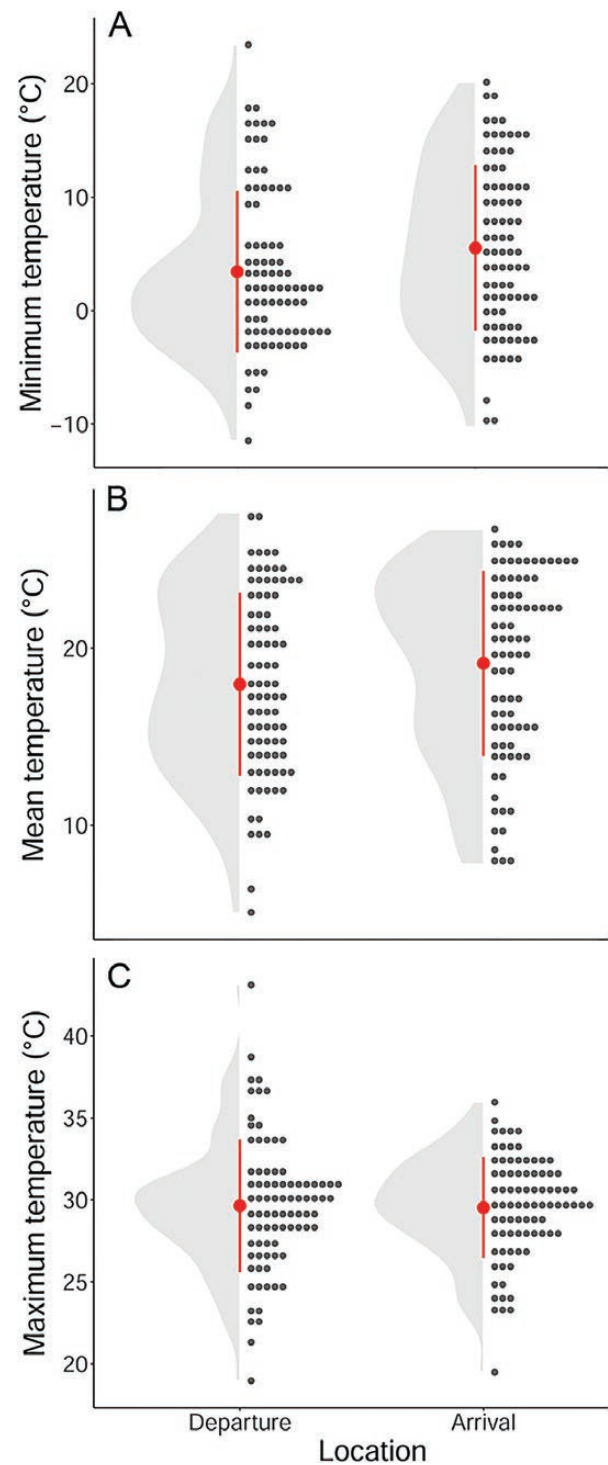 A
Minimum temperature (°C)
20
10
0
−10
B
Mean temperature (°C)
20
10
C
Maximum temperature (°C)
40
35
30
25
20
Departure
Arrival
Location